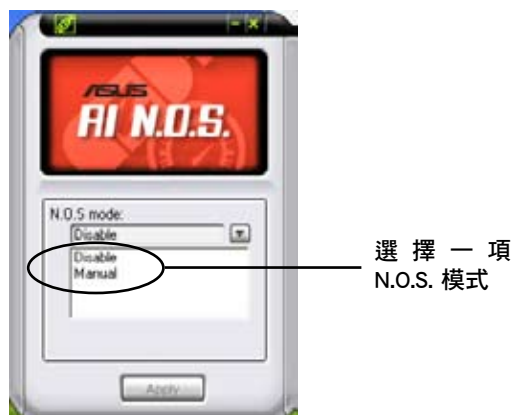 ASUS
AI N.O.S.
N.O.S mode:
Disable
Disable
Manual
Apply
選擇一項
N.O.S. 模式